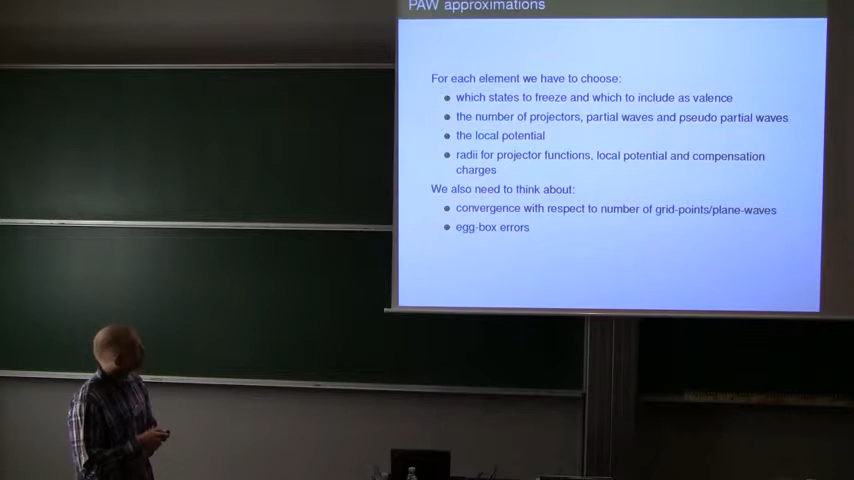 PAW approximations
For each element we have to choose:
which states to freeze and which to include as valence
the number of projectors, partial waves and pseudo partial waves
the local potential
radii for projector functions, local potential and compensation
charges
We also need to think about:
convergence with respect to number of grid-points/plane-waves
egg-box errors